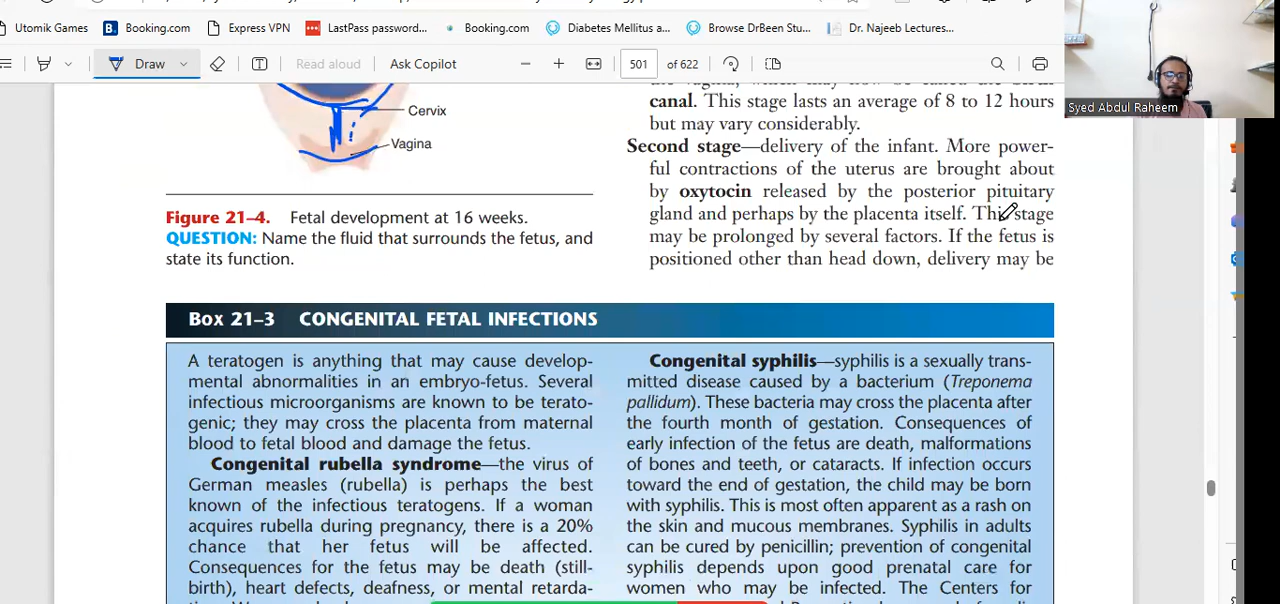 Utomik Games
Booking.com
Express VPN
LastPass password...
Booking.com
Diabetes Mellitus a...
Browse DrBeen Stu...
Dr. Najeeb Lectures...
Draw
Read aloud
Ask Copilot
501
of 622
Syed Abdul Raheem
Cervix
Vagina
Figure 21–4. Fetal development at 16 weeks.
QUESTION: Name the fluid that surrounds the fetus, and
state its function.
canal. This stage lasts an average of 8 to 12 hours
but may vary considerably.
Second stage—delivery of the infant. More power-
ful contractions of the uterus are brought about
by oxytocin released by the posterior pituitary
gland and perhaps by the placenta itself. This stage
may be prolonged by several factors. If the fetus is
positioned other than head down, delivery may be
Box 21–3 CONGENITAL FETAL INFECTIONS
A teratogen is anything that may cause develop-
mental abnormalities in an embryo-fetus. Several
infectious microorganisms are known to be terato-
genic; they may cross the placenta from maternal
blood to fetal blood and damage the fetus.
Congenital rubella syndrome—the virus of
German measles (rubella) is perhaps the best
known of the infectious teratogens. If a woman
acquires rubella during pregnancy, there is a 20%
chance that her fetus will be affected.
Consequences for the fetus may be death (still-
birth), heart defects, deafness, or mental retarda-
Congenital syphilis—syphilis is a sexually trans-
mitted disease caused by a bacterium (Treponema
pallidum). These bacteria may cross the placenta after
the fourth month of gestation. Consequences of
early infection of the fetus are death, malformations
of bones and teeth, or cataracts. If infection occurs
toward the end of gestation, the child may be born
with syphilis. This is most often apparent as a rash on
the skin and mucous membranes. Syphilis in adults
can be cured by penicillin; prevention of congenital
syphilis depends upon good prenatal care for
women who may be infected. The Centers for